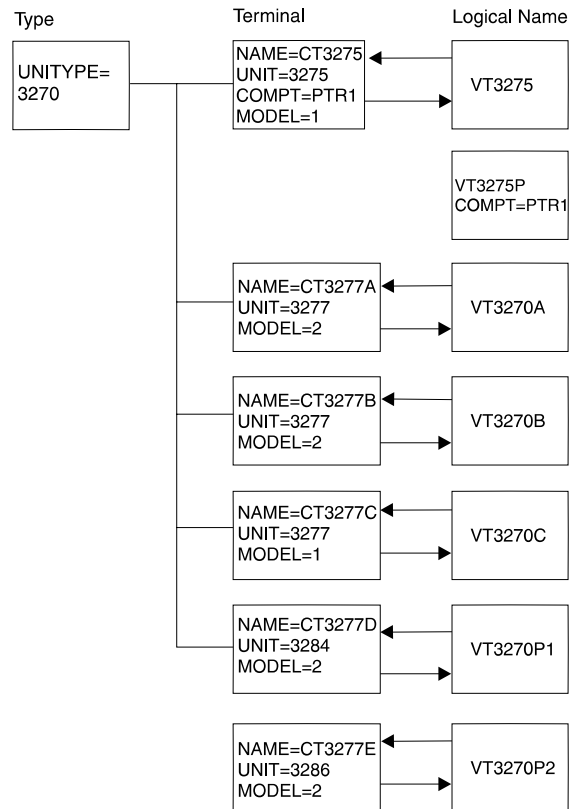 Type
Terminal
Logical Name
UNITYPE=
3270
NAME=CT3275
UNIT=3275
COMPT=PTR1
MODEL=1
VT3275
VT3275P
COMPT=PTR1
NAME=CT3277A
UNIT=3277
MODEL=2
VT3270A
NAME=CT3277B
UNIT=3277
MODEL=2
VT3270B
NAME=CT3277C
UNIT=3277
MODEL=1
VT3270C
NAME=CT3277D
UNIT=3284
MODEL=2
VT3270P1
NAME=CT3277E
UNIT=3286
MODEL=2
VT3270P2